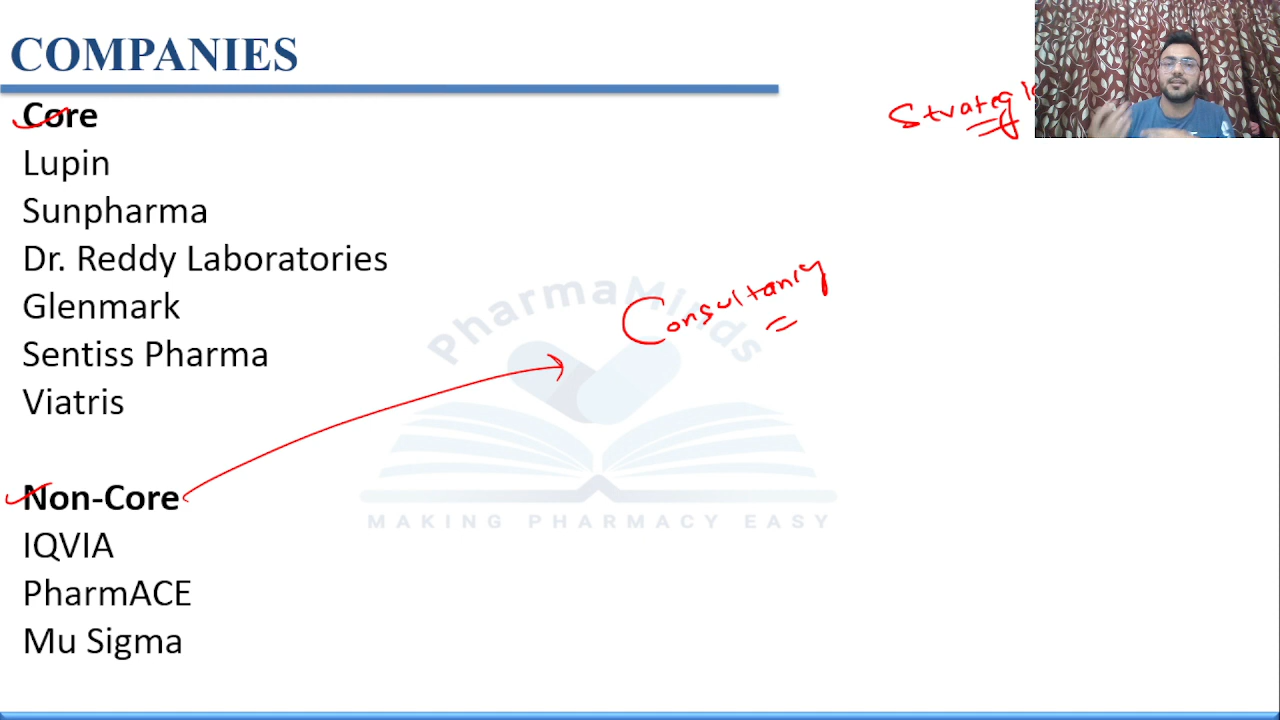 COMPANIES
Core
Strategi
Lupin
Sunpharma
Dr. Reddy Laboratories
Glenmark
Sentiss Pharma
Viatris
Consultancy
PharmaMinds
Non-Core
MAKING PHARMACY EASY
IQVIA
PharmACE
Mu Sigma